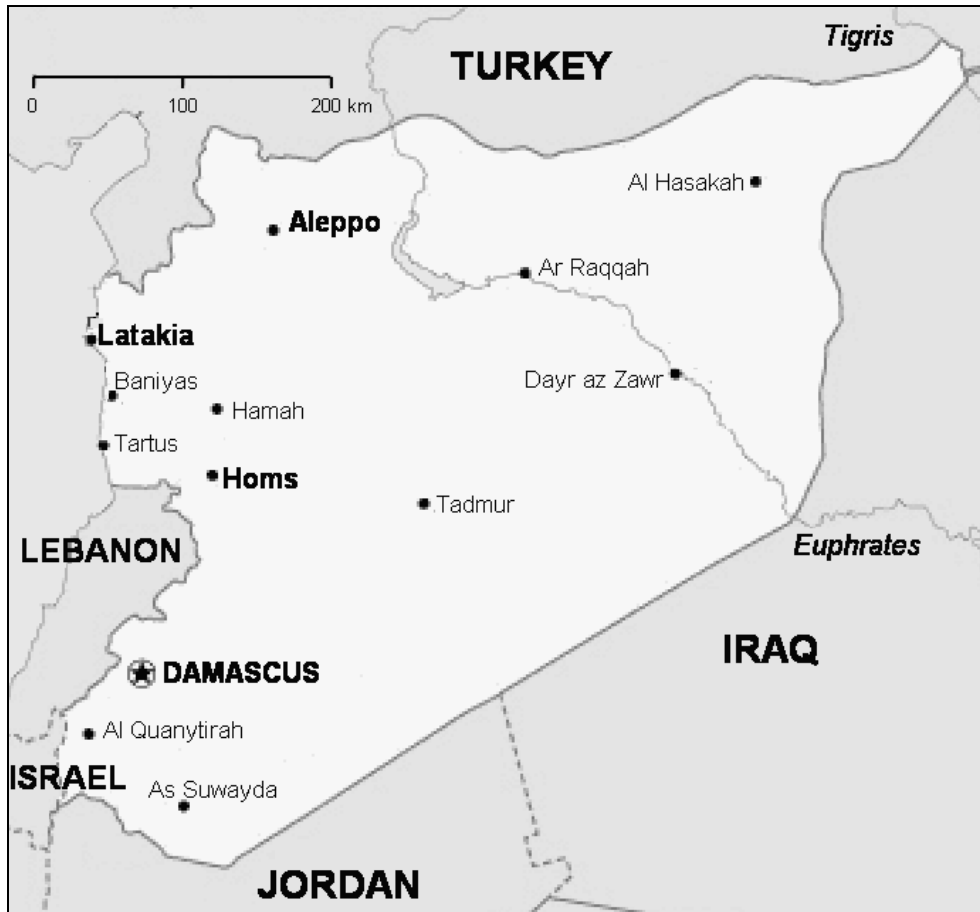 Tigris
TURKEY
0 100 200 km
Al Hasakah
Aleppo
Ar Raqqah
Latakia
Baniyas
Dayr az Zawr
Hamah
Tartus
Homs
Tadmur
LEBANON
Euphrates
IRAQ
DAMASCUS
Al Quanytirah
ISRAEL
As Suwayda
JORDAN